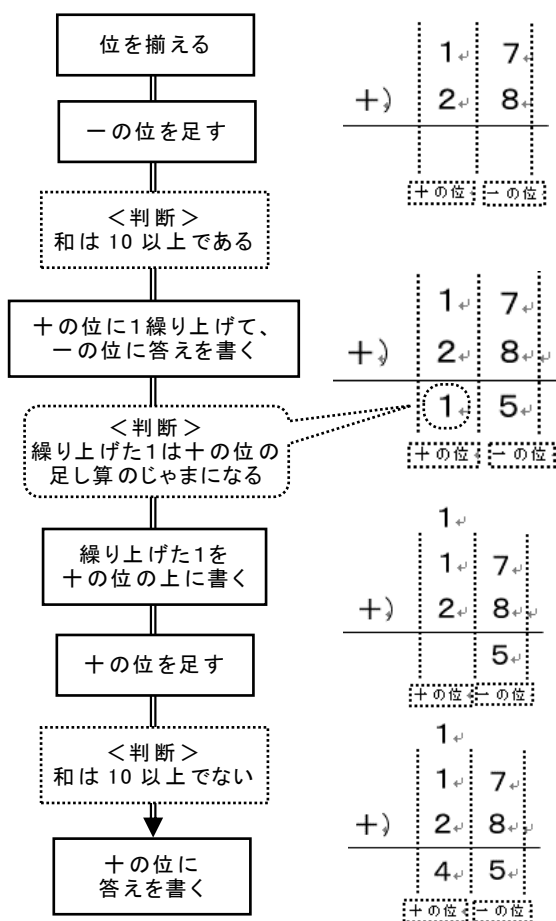 位を揃える
一の位を足す
＜判断＞
和は 10 以上である
十の位に1繰り上げて、
一の位に答えを書く
＜判断＞
繰り上げた1は十の位の
足し算のじゃまになる
繰り上げた1を
十の位の上に書く
十の位を足す
＜判断＞
和は 10 以上でない
十の位に
答えを書く
1↵ 7↵
＋） 2↵ 8↵
十の位 一の位
1↵ 7↵
＋） 2↵ 8↵↵
1↵ 5↵
十の位 一の位
1↵
1↵ 7↵
＋） 2↵ 8↵↵
5↵
十の位 一の位
1↵
1↵ 7↵
＋） 2↵ 8↵↵
4↵ 5↵
十の位 一の位